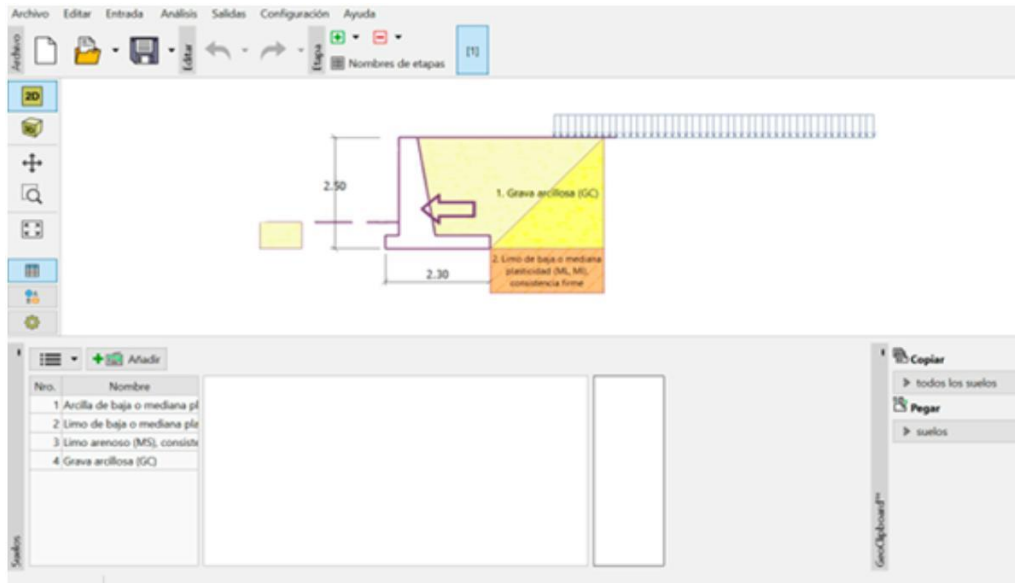 Archivo Editar Entrada Análisis Salidas Configuración Ayuda
Archivo
Editar
Etapa
Nombres de etapas
[1]
2D
3D
2.50
1. Grava arcillosa (GC)
2. Limo de baja o mediana
plasticidad (ML, MI),
consistencia firme
2.30
Añadir
Nro. Nombre
1 Arcilla de baja o mediana pl
2 Limo de baja o mediana pla
3 Limo arenoso (MS), consiste
4 Grava arcillosa (GC)
Suelos
Copiar
todos los suelos
Pegar
suelos
GeoClipboard™